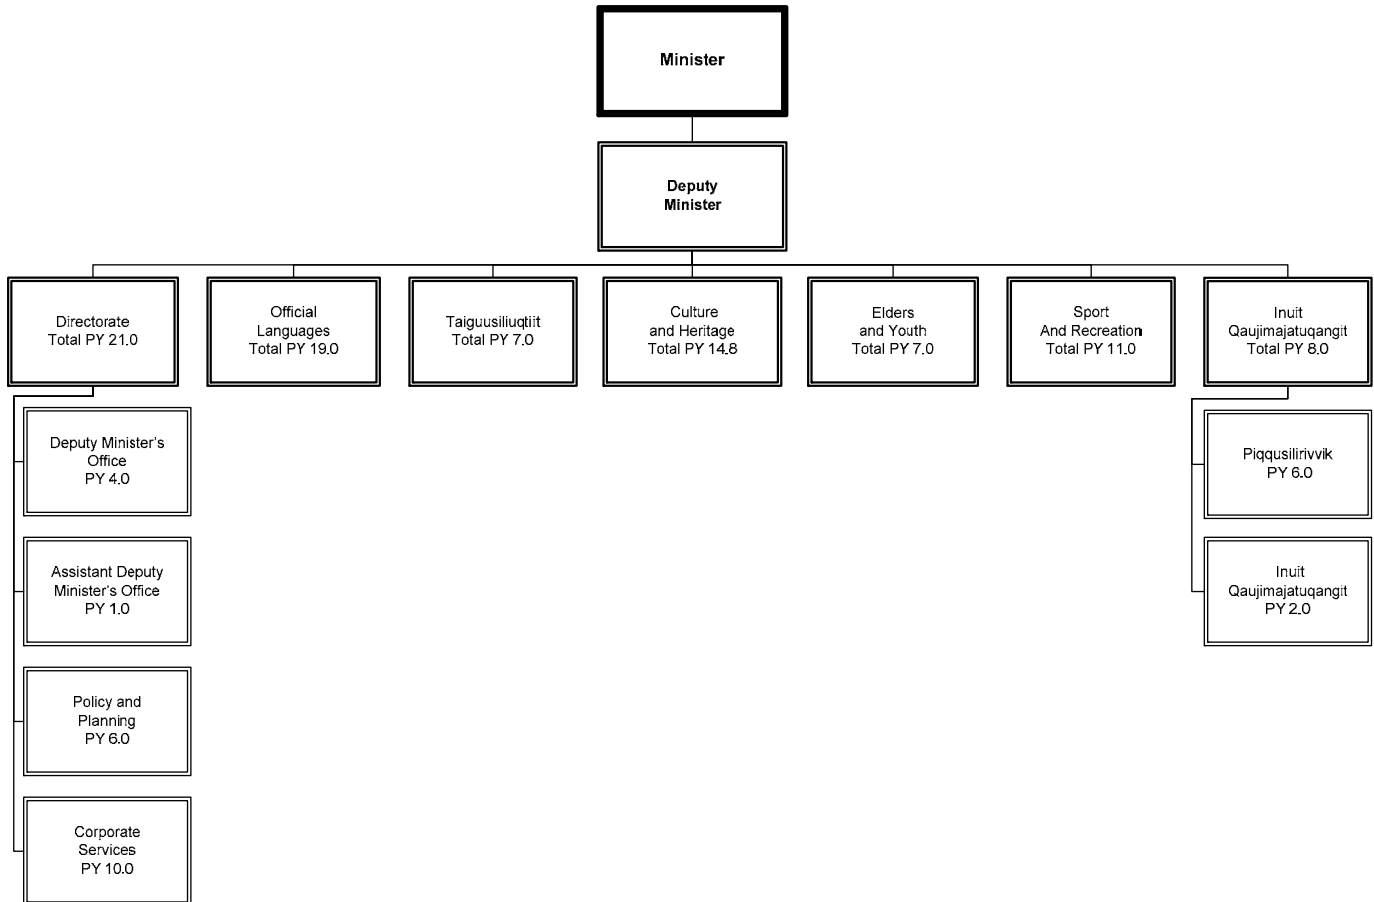 Minister
Deputy
Minister
Directorate
Total PY 21.0
Official
Languages
Total PY 19.0
Taiguusiliuqtiit
Total PY 7.0
Culture
and Heritage
Total PY 14.8
Elders
and Youth
Total PY 7.0
Sport
And Recreation
Total PY 11.0
Inuit
Qaujimajatuqangit
Total PY 8.0
Deputy Minister's
Office
PY 4.0
Assistant Deputy
Minister's Office
PY 1.0
Policy and
Planning
PY 6.0
Corporate
Services
PY 10.0
Piqqusilirivvik
PY 6.0
Inuit
Qaujimajatuqangit
PY 2.0